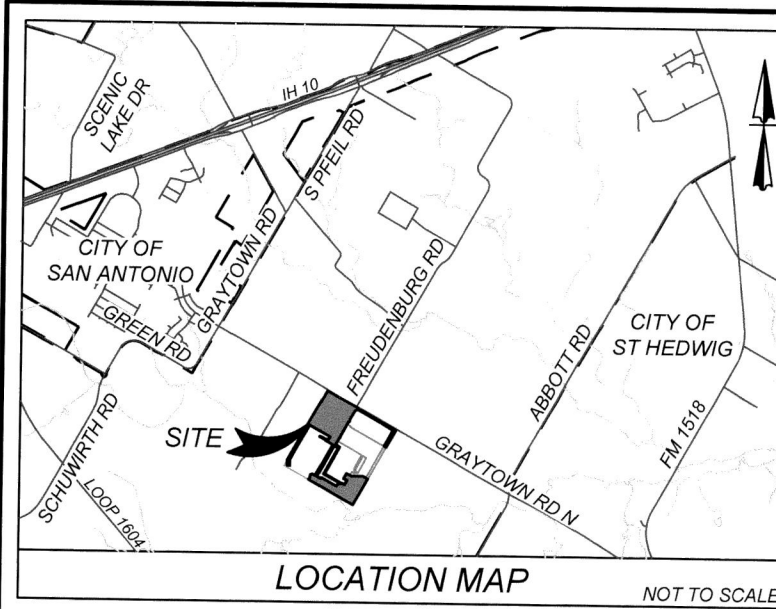 SCENIC
LAKE DR
IH 10
S PFEIL RD
CITY OF
SAN ANTONIO
GRAYTOWN RD
GREEN RD
FREUDENBURG RD
ABBOTT RD
CITY OF
ST HEDWIG
FM 1518
SCHUWIRTH RD
LOOP 1604
SITE
GRAYTOWN RD N
LOCATION MAP
NOT TO SCALE